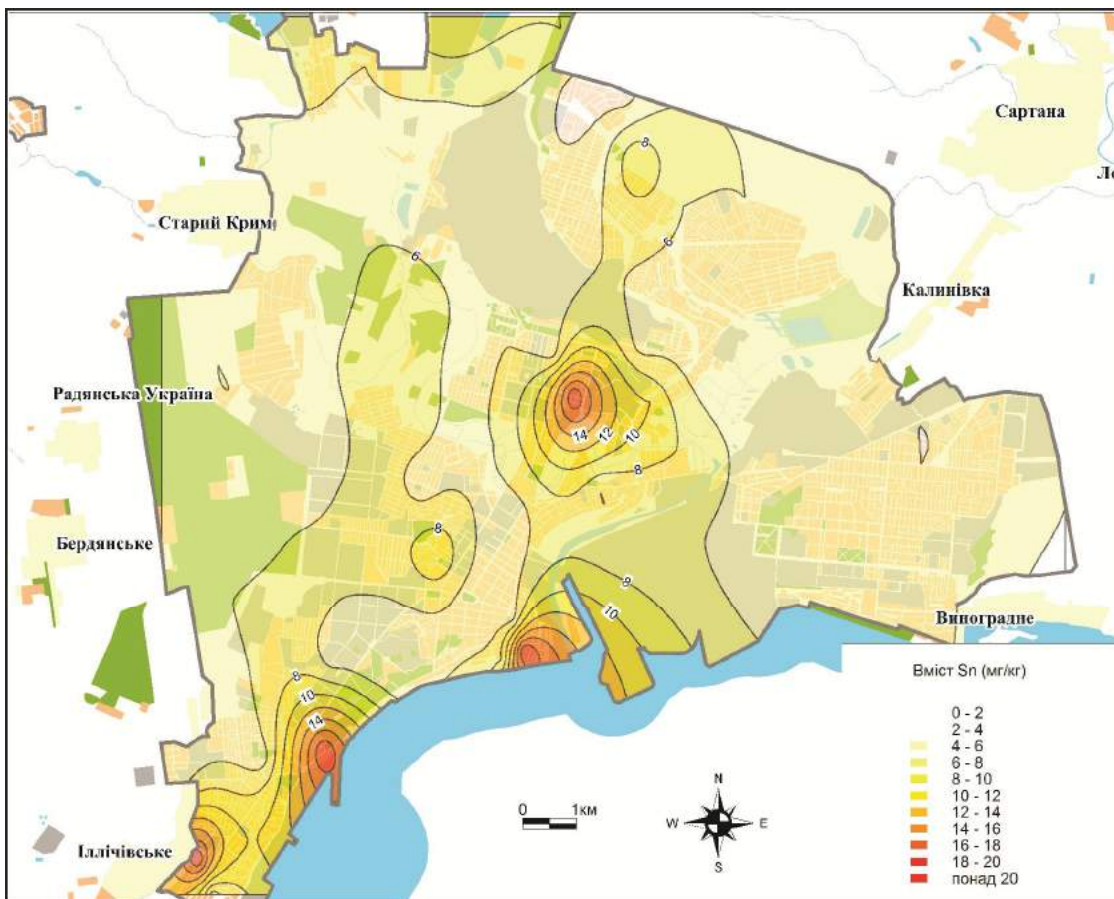 8
Сартана
Старий Крим
6
6
Калинівка
Радянська Україна
14
12
10
8
8
Бердянське
8
10
Виноградне
8
10
14
Вміст Sn (мг/кг)
0 - 2
2 - 4
4 - 6
6 - 8
8 - 10
10 - 12
12 - 14
14 - 16
16 - 18
18 - 20
понад 20
0 1км
N
W E
S
Іллічівське